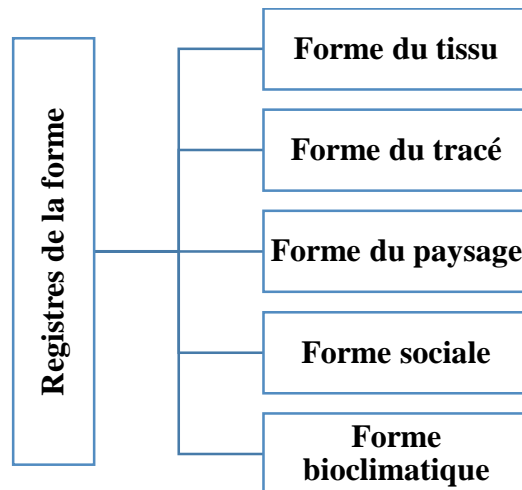 Registres de la forme
Forme du tissu
Forme du tracé
Forme du paysage
Forme sociale
Forme
bioclimatique